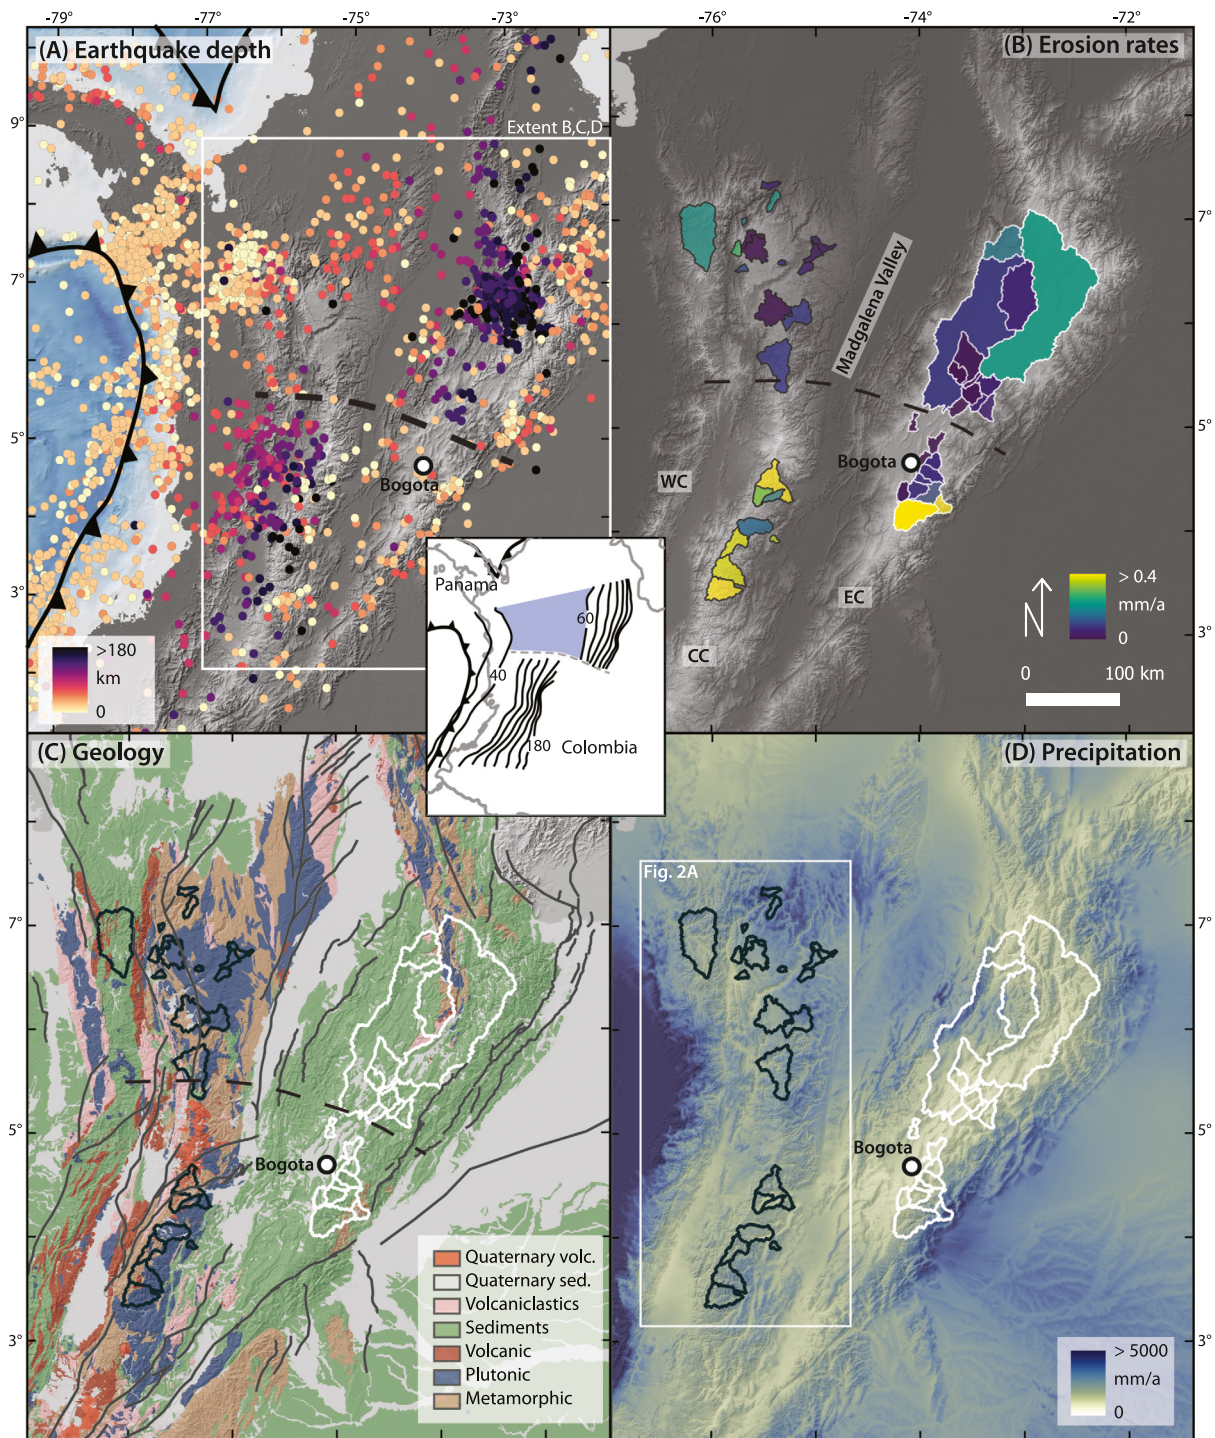 -79°
-77°
-75°
-73°
-76°
-74°
-72°
(A) Earthquake depth
(B) Erosion rates
9°
Extent B,C,D
7°
7°
Madgalena Valley
5°
5°
Bogota
Bogota
WC
3°
Panama
60
EC
> 0.4
mm/a
0
N
3°
>180
km
0
40
CC
0
100 km
180
Colombia
(C) Geology
(D) Precipitation
Fig. 2A
7°
7°
5°
5°
Bogota
Bogota
Quaternary volc.
Quaternary sed.
Volcaniclastics
Sediments
Volcanic
Plutonic
Metamorphic
3°
3°
> 5000
mm/a
0